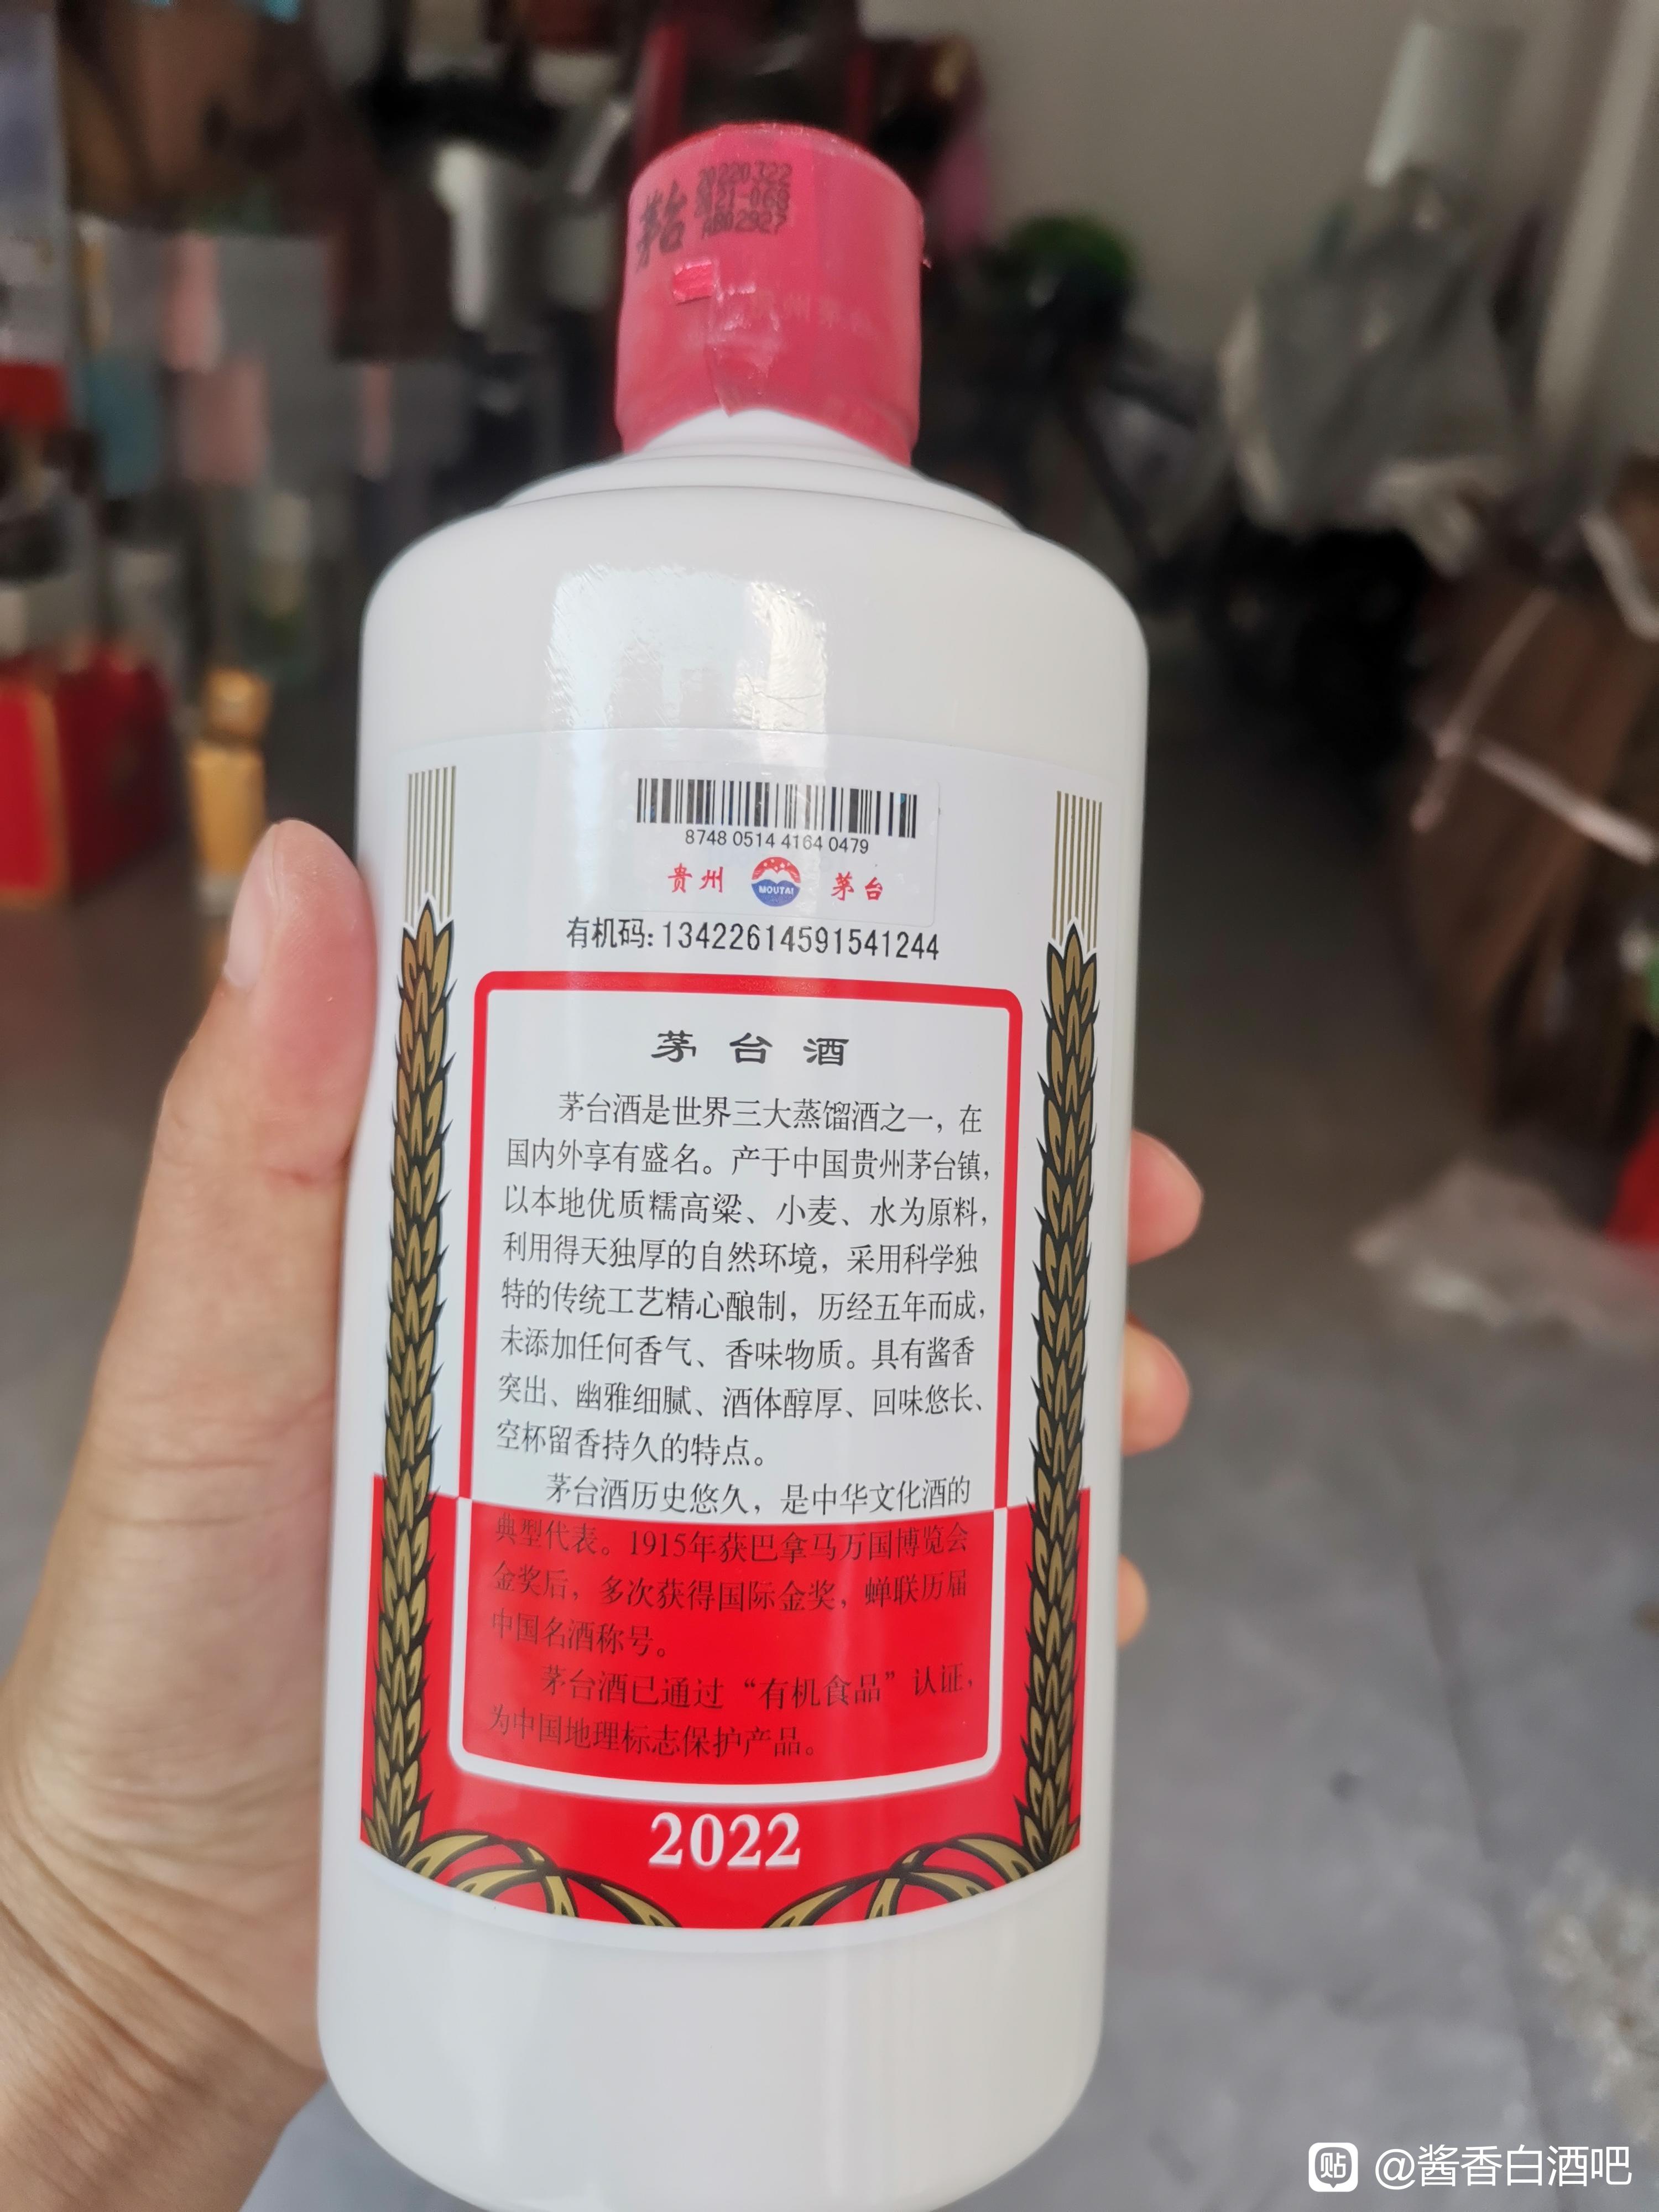 茅台
20220322
2021-068
A002927
8748 0514 4164 0479
贵州 MOUTAI 茅台
有机码:13422614591541244
茅台酒
茅台酒是世界三大蒸馏酒之一，在
国内外享有盛名。产于中国贵州茅台镇，
以本地优质糯高粱、小麦、水为原料，
利用得天独厚的自然环境，采用科学独
特的传统工艺精心酿制，历经五年而成，
未添加任何香气、香味物质。具有酱香
突出、幽雅细腻、酒体醇厚、回味悠长、
空杯留香持久的特点。
茅台酒历史悠久，是中华文化酒的
典型代表。1915年获巴拿马万国博览会
金奖后，多次获得国际金奖，蝉联历届
中国名酒称号。
茅台酒已通过“有机食品”认证，
为中国地理标志保护产品。
2022
贴 @酱香白酒吧